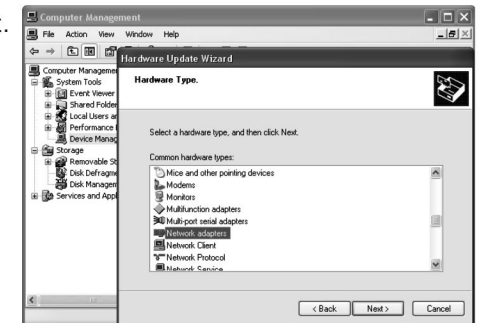 Computer Management
File Action View Window Help
Hardware Update Wizard
Hardware Type.
Select a hardware type, and then click Next.
Common hardware types:
Mice and other pointing devices
Modems
Monitors
Multifunction adapters
Multi-port serial adapters
Network adapters
Network Client
Network Protocol
Network Service
Computer Managemen
System Tools
Event Viewer
Shared Folder
Local Users ar
Performance
Device Manag
Storage
Removable St
Disk Defragme
Disk Managem
Services and Appl
< Back
Next >
Cancel